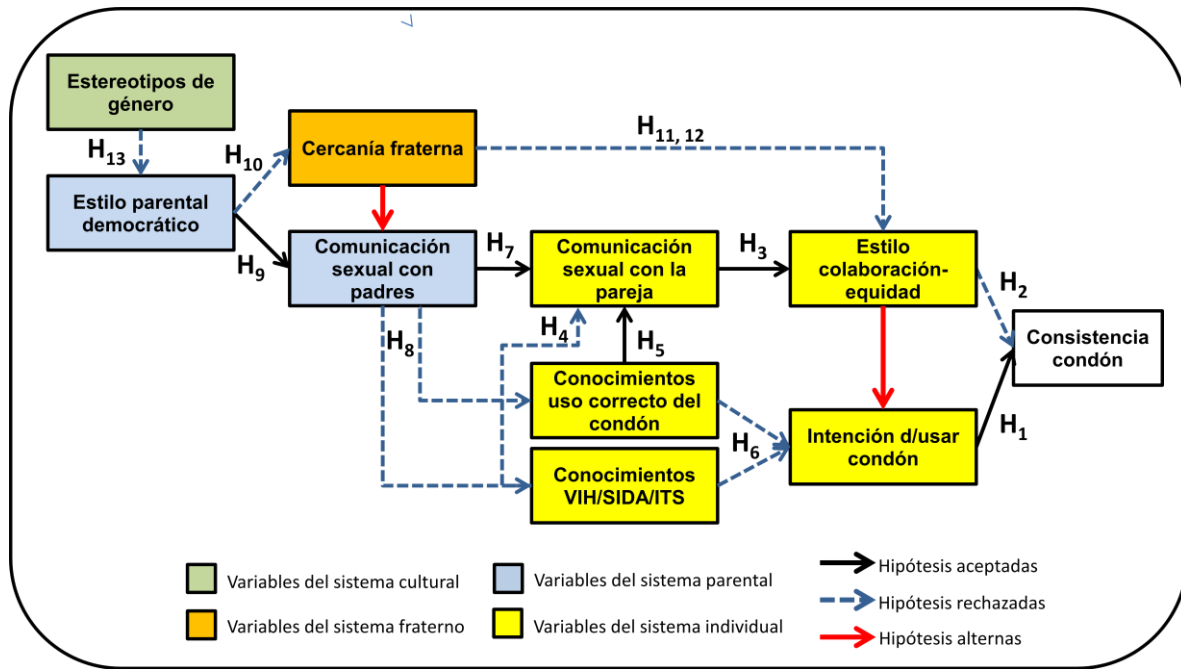 Estereotipos de
género
H13
Estilo parental
democrático
H10
Cercanía fraterna
H11, 12
H9
Comunicación
sexual con
padres
H7
Comunicación
sexual con la
pareja
H3
Estilo
colaboración-
equidad
H2
Consistencia
condón
H8
H4
H5
Conocimientos
uso correcto del
condón
H6
Intención d/usar
condón
H1
Conocimientos
VIH/SIDA/ITS
Variables del sistema cultural
Variables del sistema parental
Hipótesis aceptadas
Hipótesis rechazadas
Variables del sistema fraterno
Variables del sistema individual
Hipótesis alternas